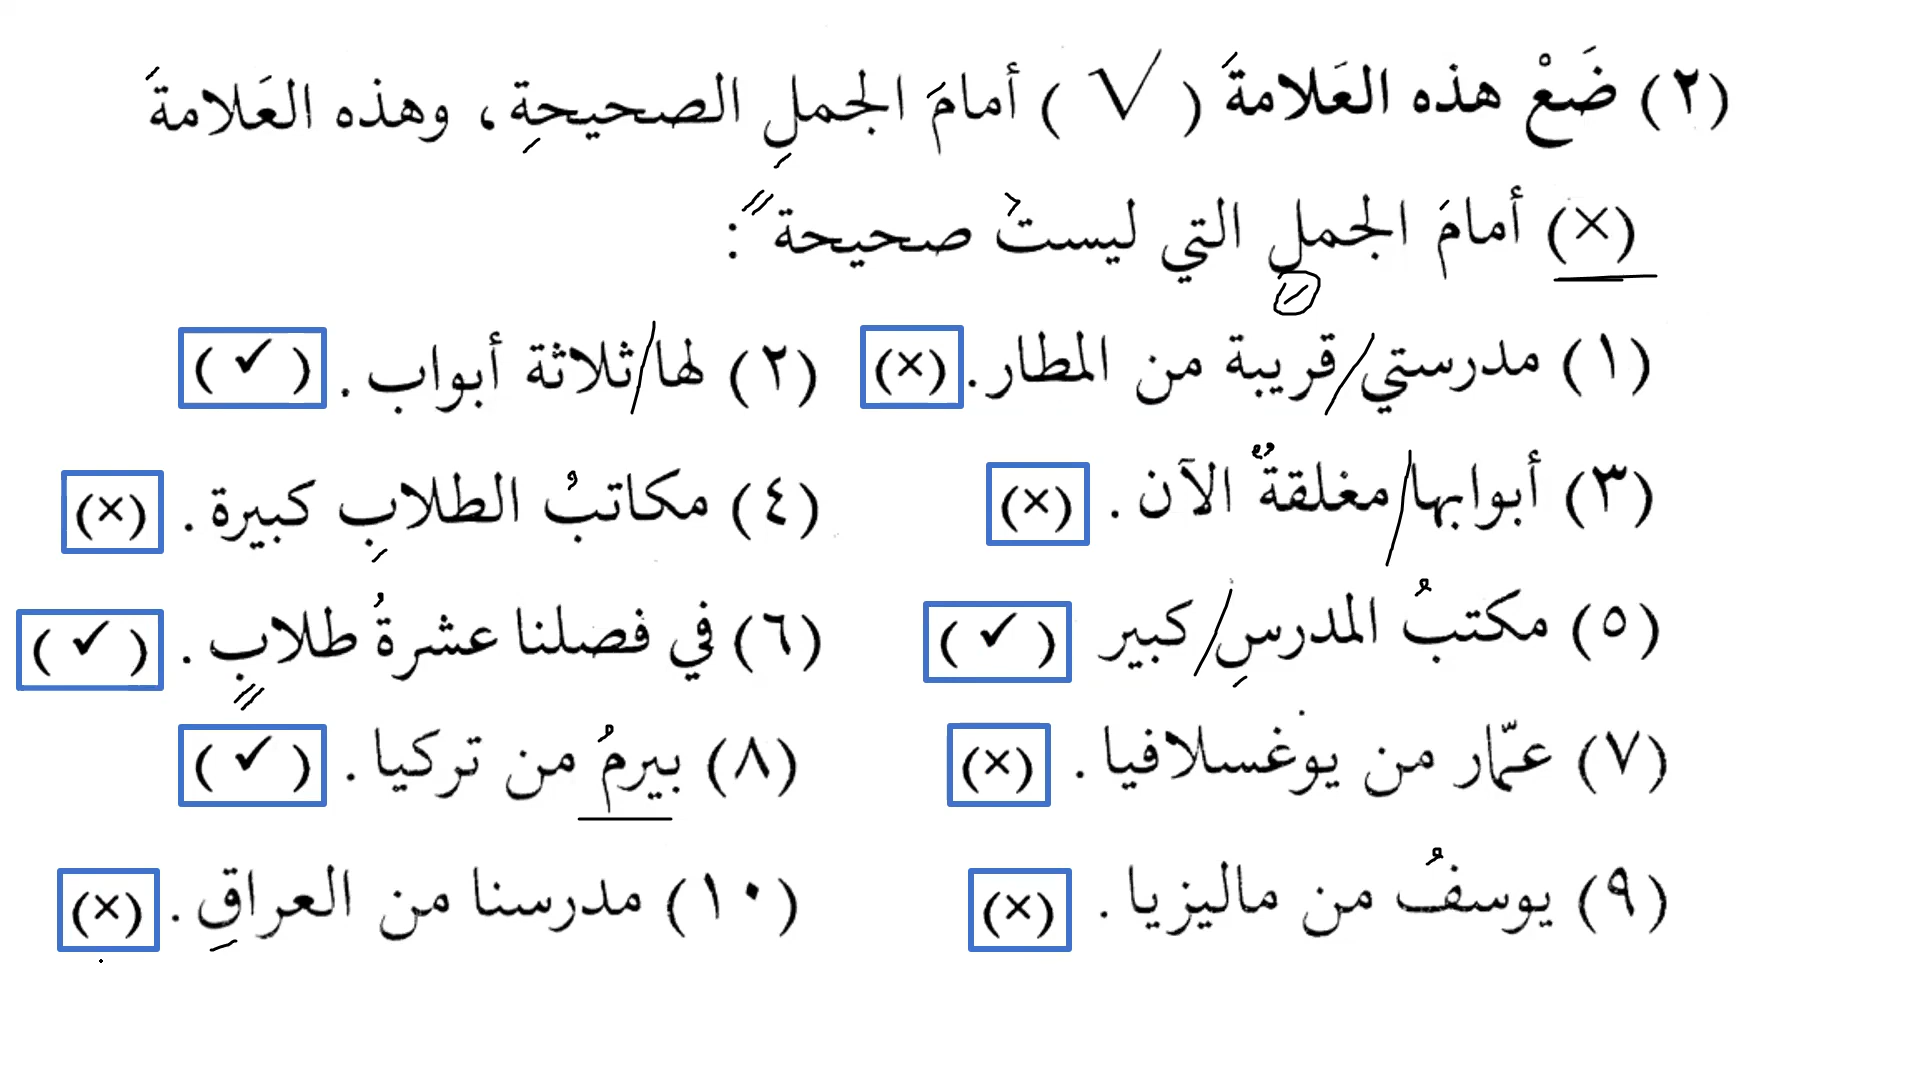 (٢) ضَعْ هذه العَلامةَ ( √ ) أمامَ الجملِ الصحيحةِ ، وهذه العَلامةَ
(×) أمامَ الجملِ التي ليستْ صحيحةً :
(١) مدرستي/قريبة من المطار. (×) (٢) لها/ثلاثة أبواب . (✓)
(٣) أبوابها/مغلقةٌ الآن . (×) (٤) مكاتبُ الطلابِ كبيرة . (×)
(٥) مكتبُ المدرسِ/كبير (✓) (٦) في فصلنا عشرةُ طلابٍ . (✓)
(٧) عمّار من يوغسلافيا . (×) (٨) بيرمُ من تركيا . (✓)
(٩) يوسفُ من ماليزيا . (×) (١٠) مدرسنا من العراقِ . (×)